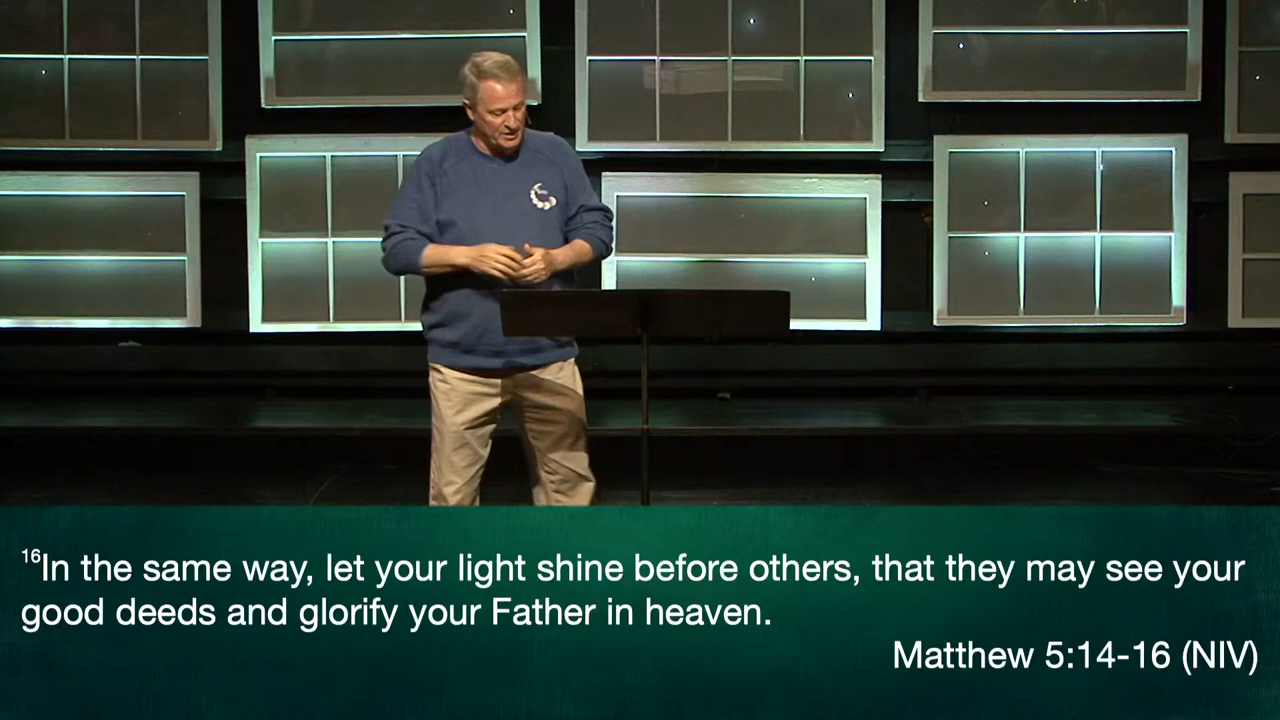 ¹⁶In the same way, let your light shine before others, that they may see your
good deeds and glorify your Father in heaven.
Matthew 5:14-16 (NIV)